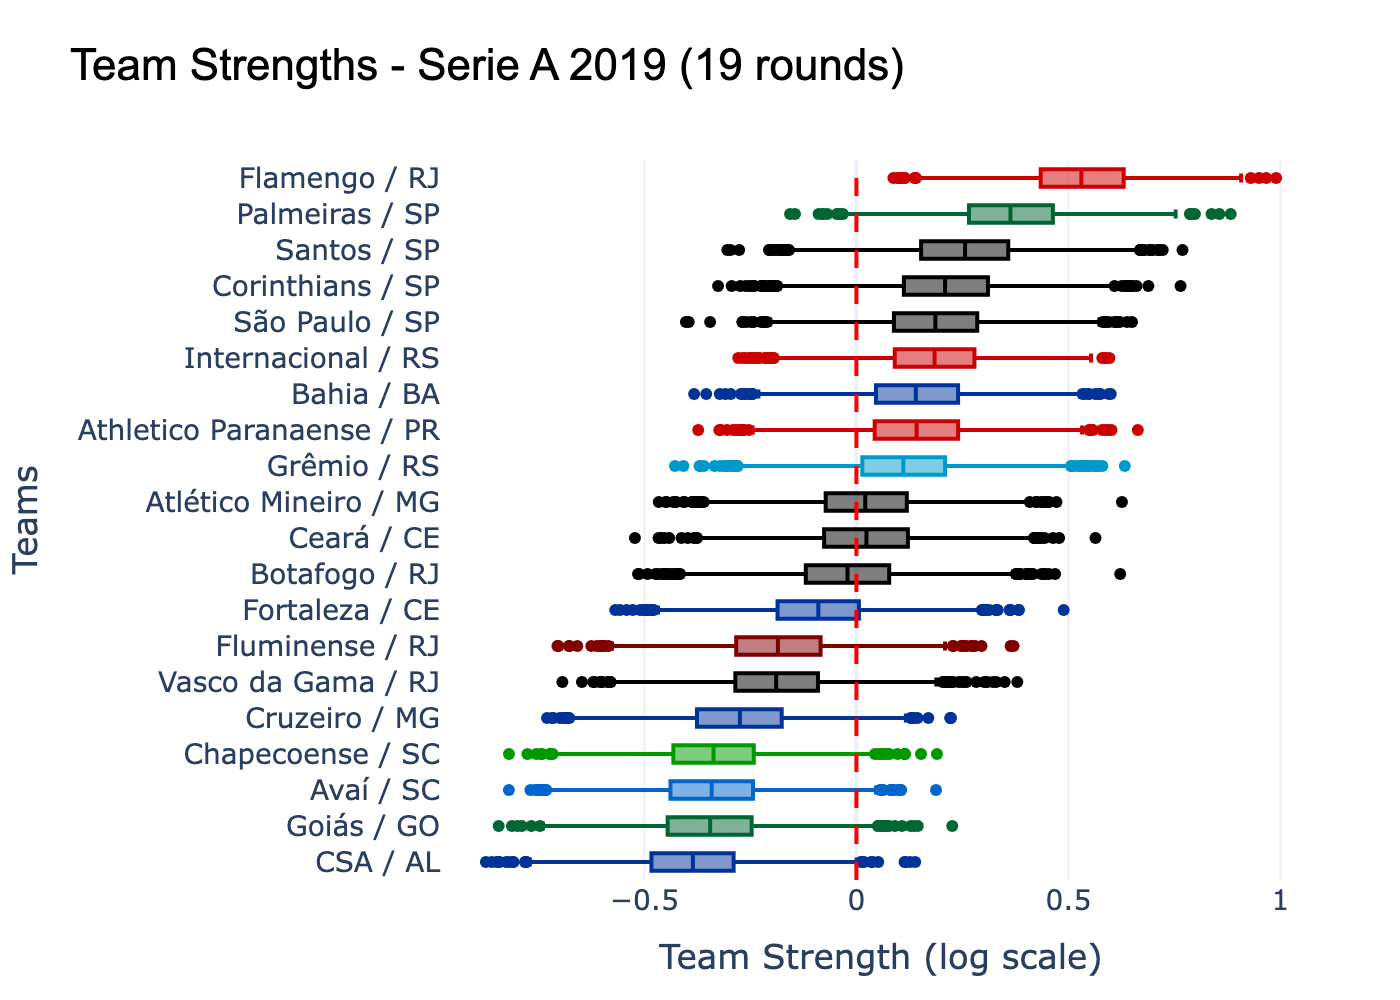 Team Strengths - Serie A 2019 (19 rounds)
Flamengo / RJ
Palmeiras / SP
Santos / SP
Corinthians / SP
São Paulo / SP
Internacional / RS
Bahia / BA
Athletico Paranaense / PR
Grêmio / RS
Atlético Mineiro / MG
Ceará / CE
Botafogo / RJ
Fortaleza / CE
Fluminense / RJ
Vasco da Gama / RJ
Cruzeiro / MG
Chapecoense / SC
Avaí / SC
Goiás / GO
CSA / AL
Teams
−0.5 0 0.5 1
Team Strength (log scale)